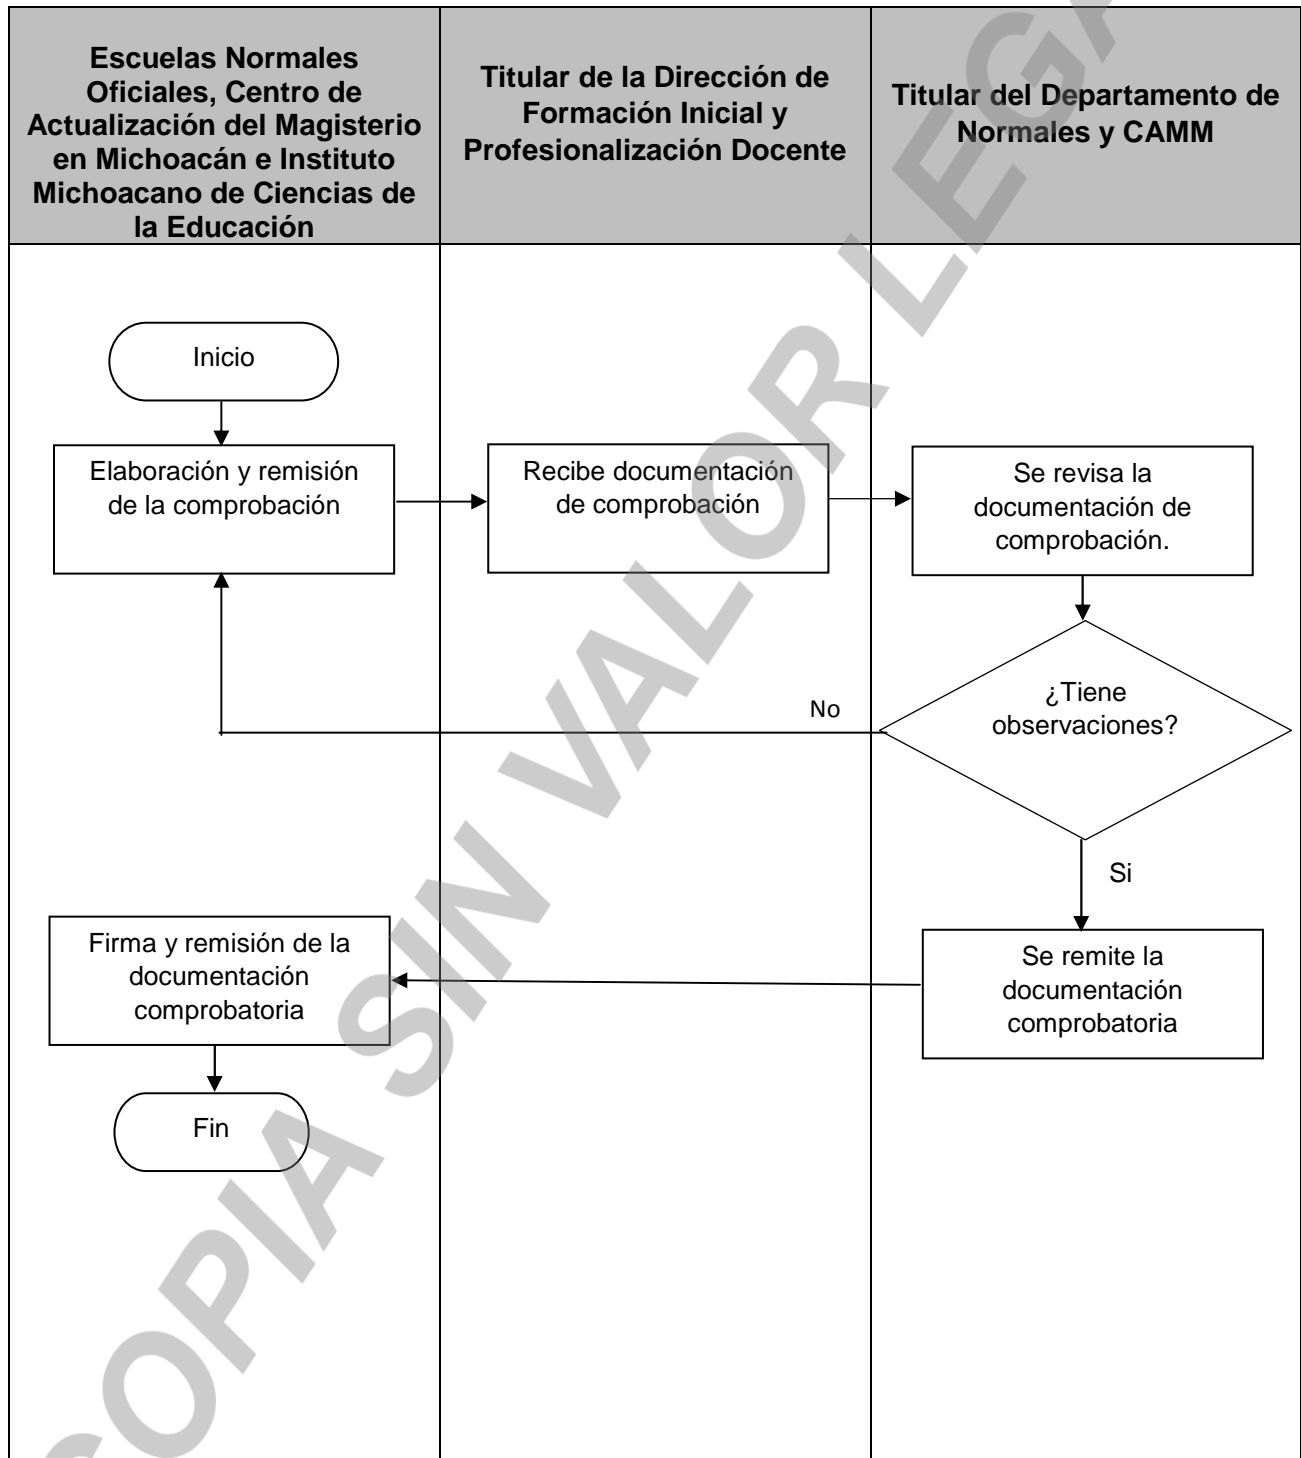 Escuelas Normales
Oficiales, Centro de
Actualización del Magisterio
en Michoacán e Instituto
Michoacano de Ciencias de
la Educación
Titular de la Dirección de
Formación Inicial y
Profesionalización Docente
Titular del Departamento de
Normales y CAMM
Inicio
Elaboración y remisión
de la comprobación
Recibe documentación
de comprobación
Se revisa la
documentación de
comprobación.
¿Tiene
observaciones?
No
Si
Firma y remisión de la
documentación
comprobatoria
Se remite la
documentación
comprobatoria
Fin
COPIA SIN VALOR LEGA